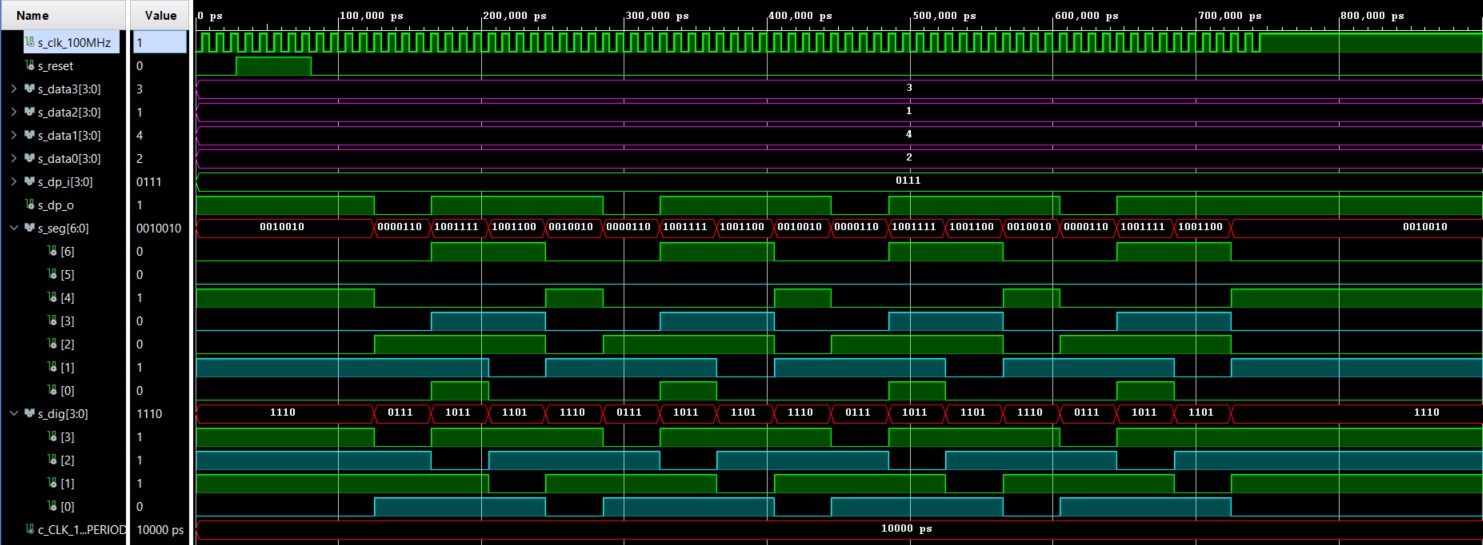 Name Value 0 ps 100,000 ps 200,000 ps 300,000 ps 400,000 ps 500,000 ps 600,000 ps 700,000 ps 800,000 ps
s_clk_100MHz 1
s_reset 0
s_data3[3:0] 3 3
s_data2[3:0] 1 1
s_data1[3:0] 4 4
s_data0[3:0] 2 2
s_dp_i[3:0] 0111 0111
s_dp_o 1
s_seg[6:0] 0010010 0010010 0000110 1001111 1001100 0010010 0000110 1001111 1001100 0010010 0000110 1001111 1001100 0010010 0000110 1001111 1001100 0010010
[6] 0
[5] 0
[4] 1
[3] 0
[2] 0
[1] 1
[0] 0
s_dig[3:0] 1110 1110 0111 1011 1101 1110 0111 1011 1101 1110 0111 1011 1101 1110 0111 1011 1101 1110
[3] 1
[2] 1
[1] 1
[0] 0
c_CLK_1...PERIOD 10000 ps 10000 ps